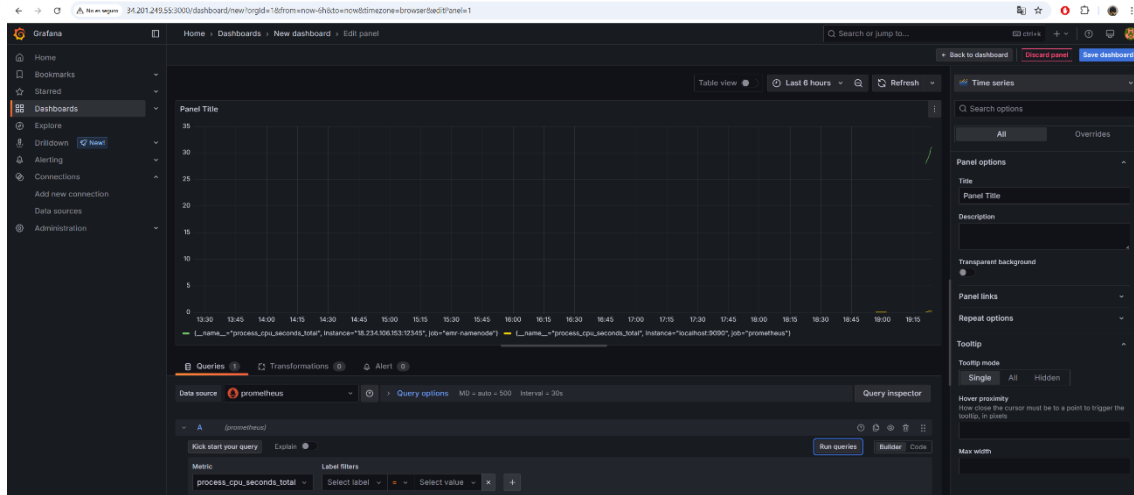 No es seguro 34.201.249.55:3000/dashboard/new?orgId=1&from=now-6h&to=now&timezone=browser&editPanel=1
Grafana
Home › Dashboards › New dashboard › Edit panel
Search or jump to...
ctrl+k
Home
Bookmarks
Starred
Dashboards
Explore
Drilldown New!
Alerting
Connections
Add new connection
Data sources
Administration
Back to dashboard
Discard panel
Save dashboard
Table view
Last 6 hours
Refresh
Panel Title
35
30
25
20
15
10
5
0
13:30 13:45 14:00 14:15 14:30 14:45 15:00 15:15 15:30 15:45 16:00 16:15 16:30 16:45 17:00 17:15 17:30 17:45 18:00 18:15 18:30 18:45 19:00 19:15
{__name__="process_cpu_seconds_total", instance="18.234.106.153:12345", job="emr-namenode"} {__name__="process_cpu_seconds_total", instance="localhost:9090", job="prometheus"}
Queries 1 Transformations 0 Alert 0
Data source prometheus Query options MD = auto = 500 Interval = 30s Query inspector
A (prometheus)
Kick start your query Explain Run queries Builder Code
Metric Label filters
process_cpu_seconds_total Select label = Select value × +
Time series
Search options
All Overrides
Panel options
Title
Panel Title
Description
Transparent background
Panel links
Repeat options
Tooltip
Tooltip mode
Single All Hidden
Hover proximity
How close the cursor must be to a point to trigger the
tooltip, in pixels
Max width